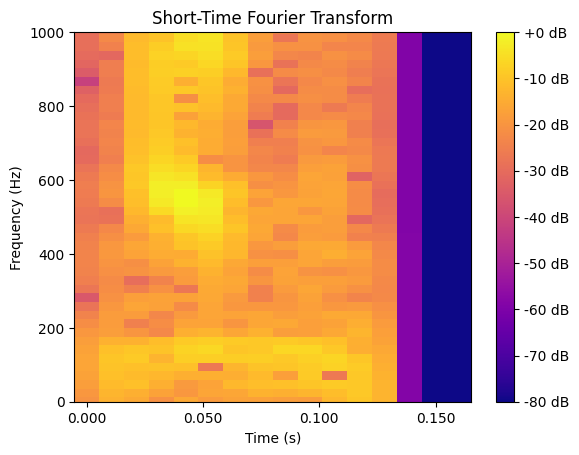 Short-Time Fourier Transform
1000
800
600
400
200
0
Frequency (Hz)
0.000
0.050
0.100
0.150
Time (s)
+0 dB
-10 dB
-20 dB
-30 dB
-40 dB
-50 dB
-60 dB
-70 dB
-80 dB